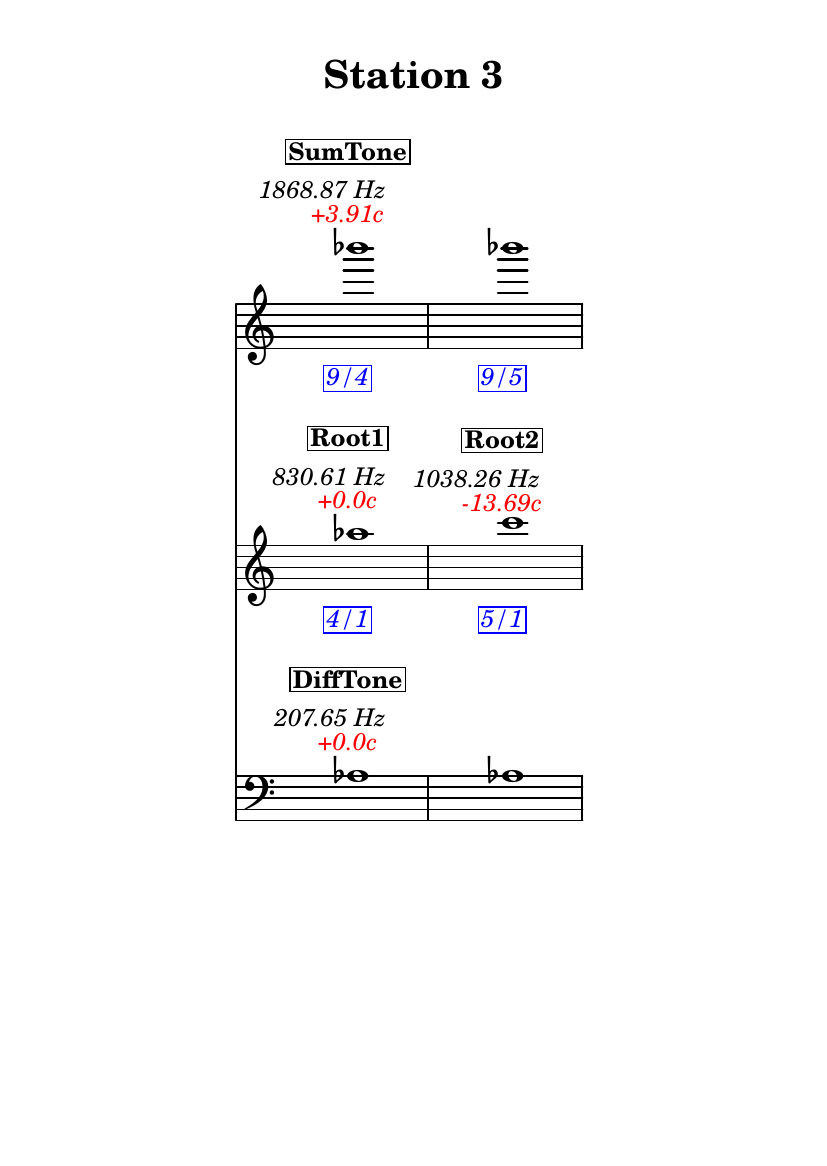 Station 3
SumTone
1868.87 Hz
+3.91c
9/4 9/5
Root1 Root2
830.61 Hz 1038.26 Hz
+0.0c -13.69c
4/1 5/1
DiffTone
207.65 Hz
+0.0c